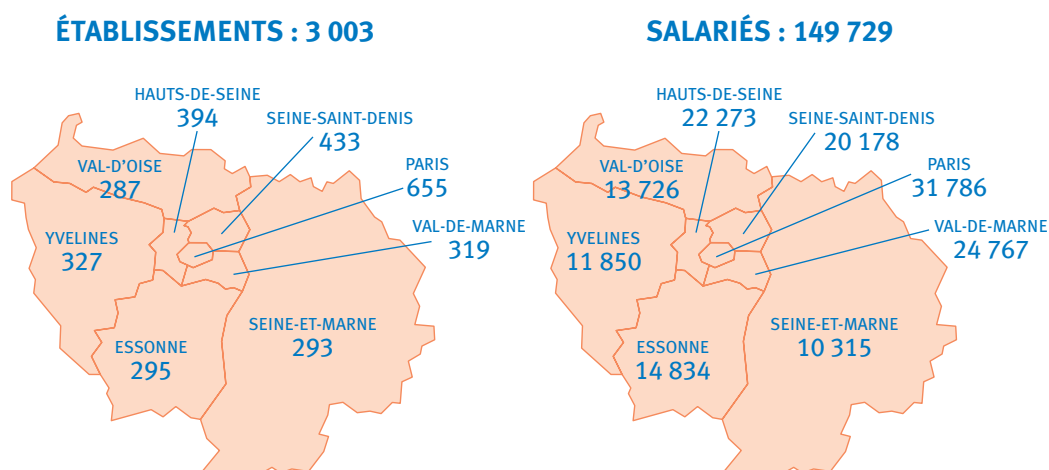 ÉTABLISSEMENTS : 3 003
HAUTS-DE-SEINE
394
SEINE-SAINT-DENIS
433
VAL-D'OISE
287
PARIS
655
YVELINES
327
VAL-DE-MARNE
319
SEINE-ET-MARNE
293
ESSONNE
295
SALARIÉS : 149 729
HAUTS-DE-SEINE
22 273
SEINE-SAINT-DENIS
20 178
VAL-D'OISE
13 726
PARIS
31 786
YVELINES
11 850
VAL-DE-MARNE
24 767
SEINE-ET-MARNE
10 315
ESSONNE
14 834